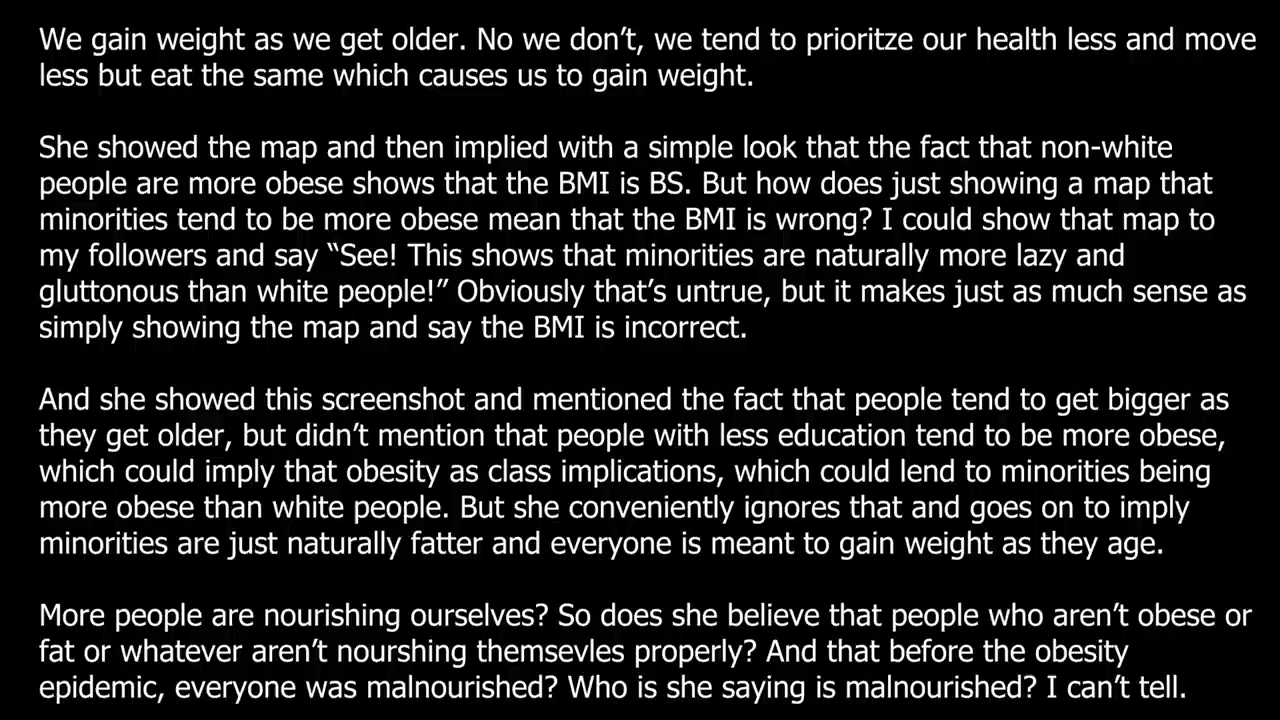 We gain weight as we get older. No we don’t, we tend to prioritze our health less and move
less but eat the same which causes us to gain weight.
She showed the map and then implied with a simple look that the fact that non-white
people are more obese shows that the BMI is BS. But how does just showing a map that
minorities tend to be more obese mean that the BMI is wrong? I could show that map to
my followers and say “See! This shows that minorities are naturally more lazy and
gluttonous than white people!” Obviously that’s untrue, but it makes just as much sense as
simply showing the map and say the BMI is incorrect.
And she showed this screenshot and mentioned the fact that people tend to get bigger as
they get older, but didn’t mention that people with less education tend to be more obese,
which could imply that obesity as class implications, which could lend to minorities being
more obese than white people. But she conveniently ignores that and goes on to imply
minorities are just naturally fatter and everyone is meant to gain weight as they age.
More people are nourishing ourselves? So does she believe that people who aren’t obese or
fat or whatever aren’t nourshing themsevles properly? And that before the obesity
epidemic, everyone was malnourished? Who is she saying is malnourished? I can’t tell.